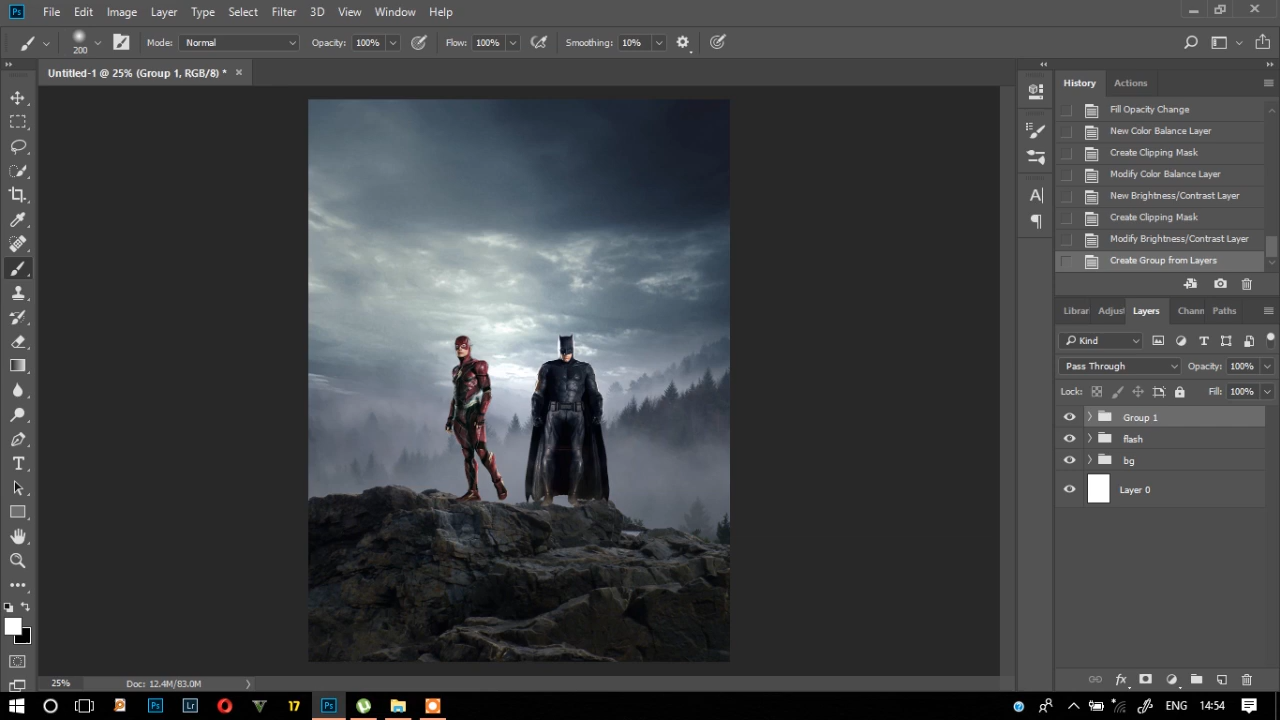 Ps File Edit Image Layer Type Select Filter 3D View Window Help
200 Mode: Normal Opacity: 100% Flow: 100% Smoothing: 10%
Untitled-1 @ 25% (Group 1, RGB/8) *
History Actions
Fill Opacity Change
New Color Balance Layer
Create Clipping Mask
Modify Color Balance Layer
New Brightness/Contrast Layer
Create Clipping Mask
Modify Brightness/Contrast Layer
Create Group from Layers
Librar Adjus Layers Chann Paths
Kind
Pass Through Opacity: 100%
Lock: Fill: 100%
Group 1
flash
bg
Layer 0
25% Doc: 12.4M/83.0M
Ps Lr 17 Ps ENG 14:54